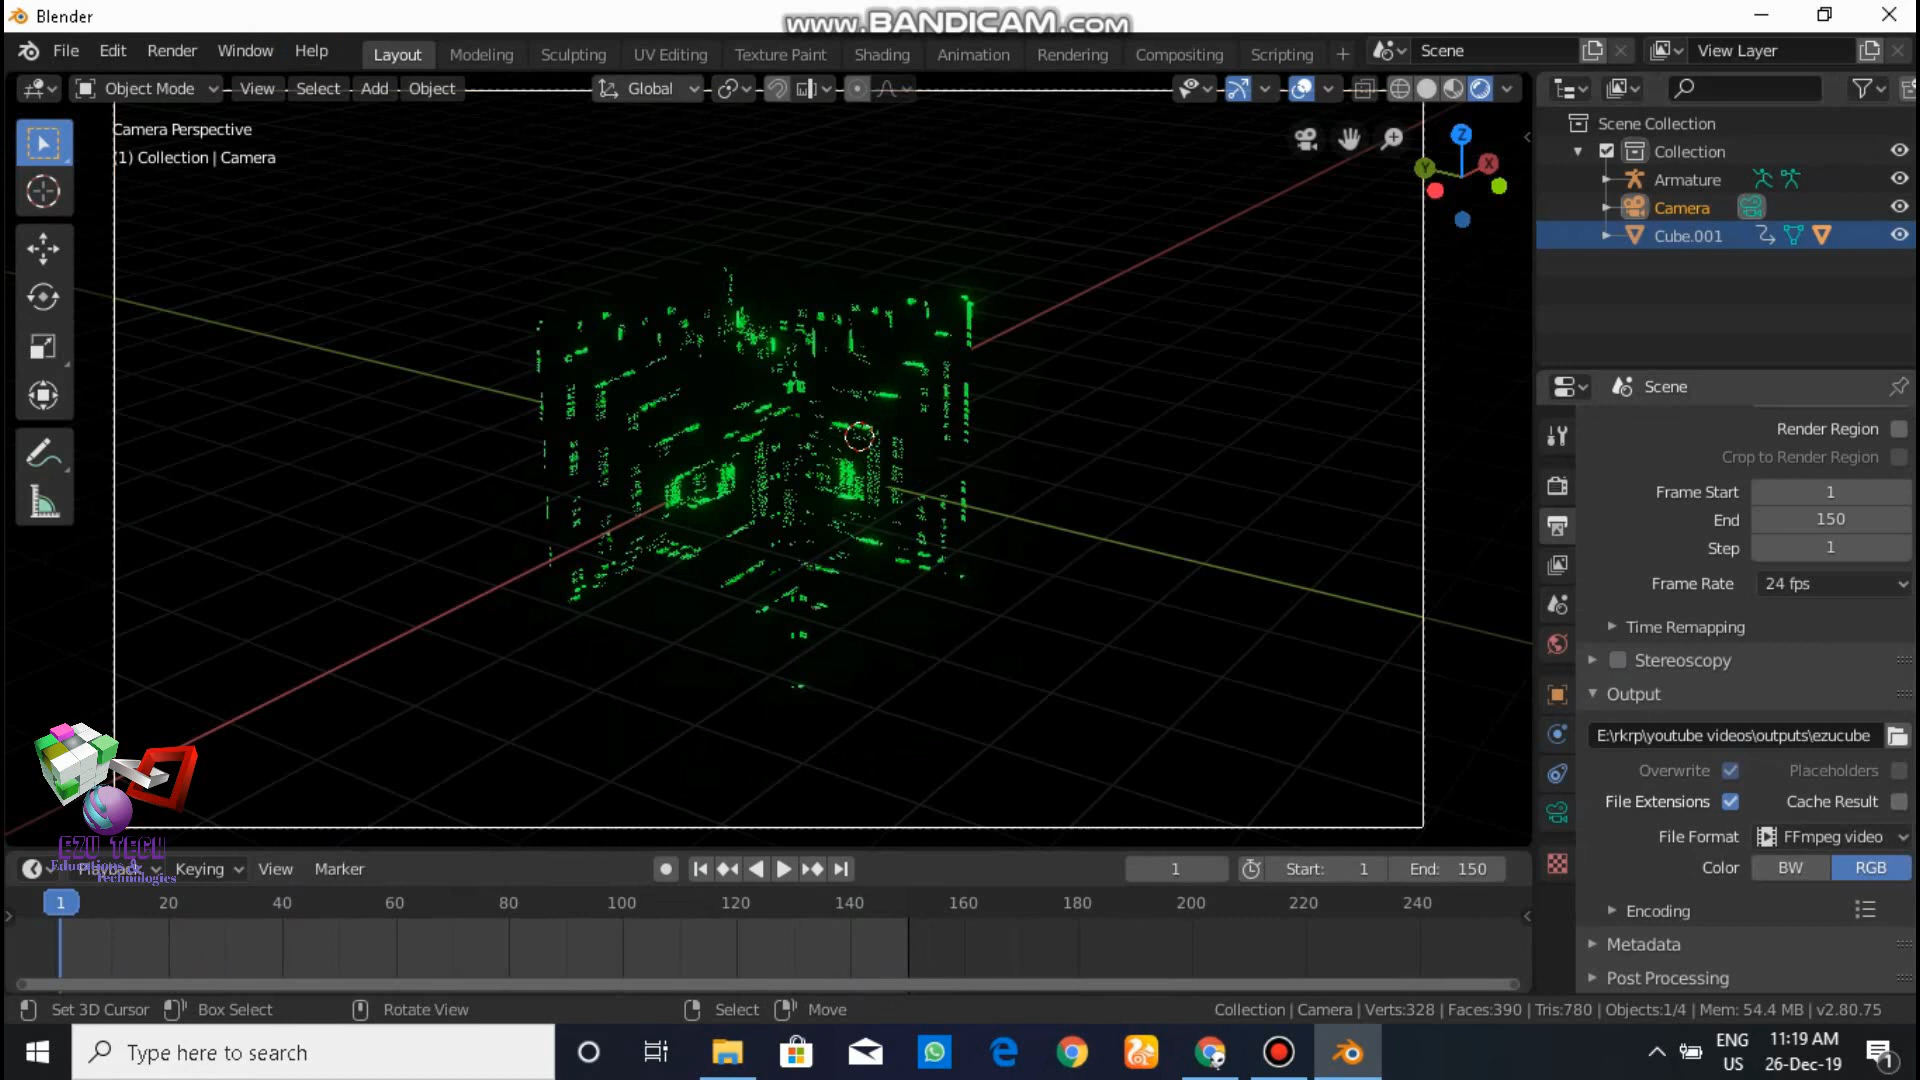 Blender
www.BANDICAM.com
File Edit Render Window Help
Layout Modeling Sculpting UV Editing Texture Paint Shading Animation Rendering Compositing Scripting +
Scene
View Layer
Object Mode View Select Add Object
Global
Camera Perspective
(1) Collection | Camera
Z
X
Y
Scene Collection
Collection
Armature
Camera
Cube.001
Scene
Render Region
Crop to Render Region
Frame Start 1
End 150
Step 1
Frame Rate 24 fps
Time Remapping
Stereoscopy
Output
E:\rkrp\youtube videos\outputs\ezucube
Overwrite Placeholders
File Extensions Cache Result
File Format FFmpeg video
Color BW RGB
Encoding
Metadata
Post Processing
EZU TECH
Educations &
Technologies
Playback Keying View Marker
1 Start: 1 End: 150
1 20 40 60 80 100 120 140 160 180 200 220 240
Set 3D Cursor Box Select Rotate View Select Move
Collection | Camera | Verts:328 | Faces:390 | Tris:780 | Objects:1/4 | Mem: 54.4 MB | v2.80.75
Type here to search
ENG
US
11:19 AM
26-Dec-19
1